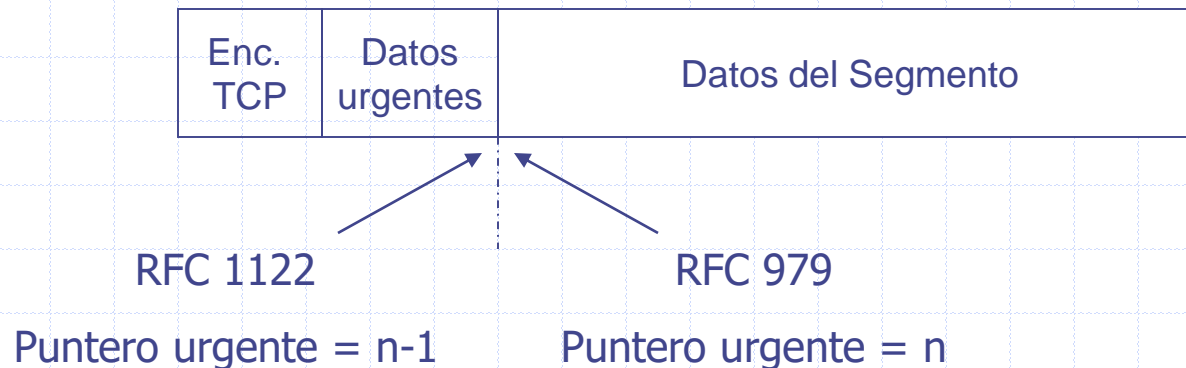 Enc.
TCP
Datos
urgentes
Datos del Segmento
RFC 1122
RFC 979
Puntero urgente = n-1
Puntero urgente = n